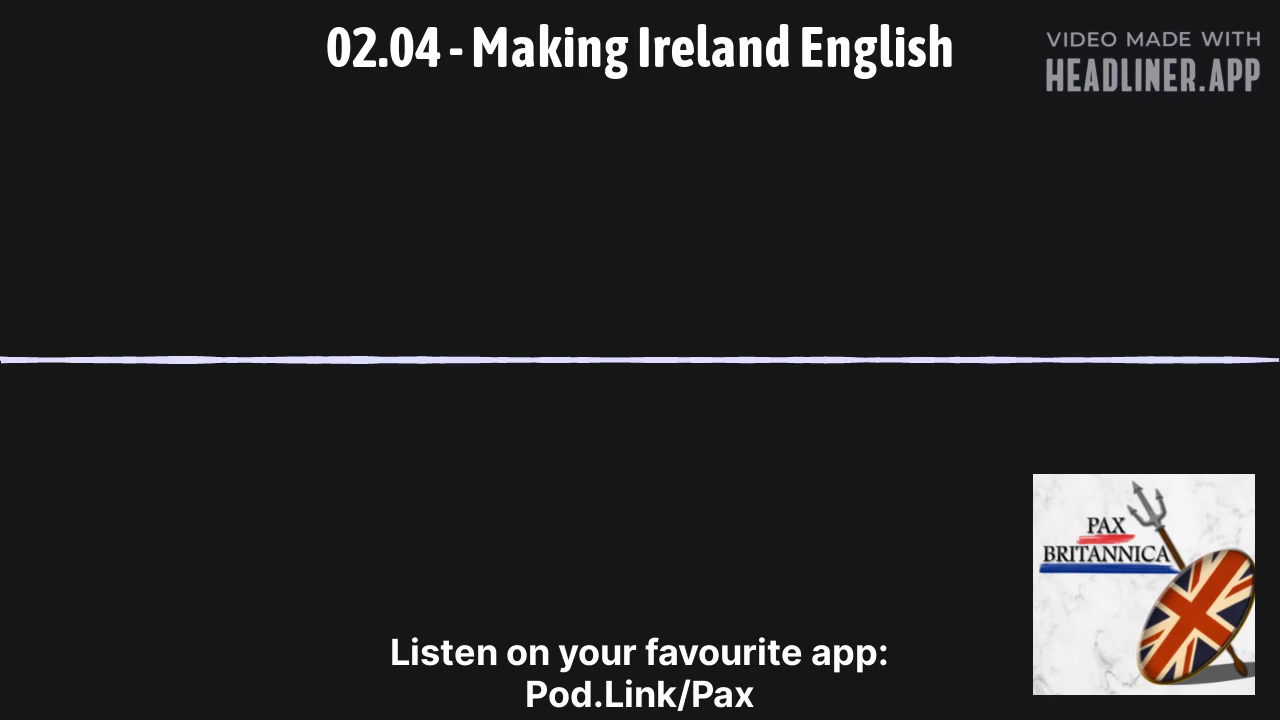 02.04 - Making Ireland English
VIDEO MADE WITH
HEADLINER.APP
PAX
BRITANNICA
Listen on your favourite app:
Pod.Link/Pax